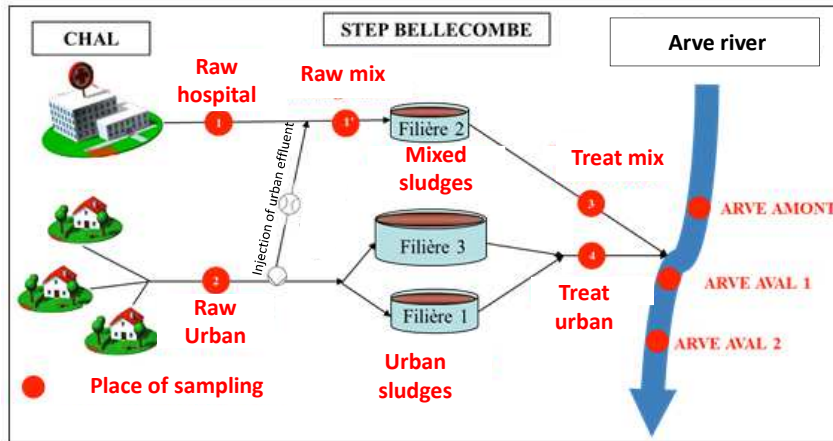 CHAL
STEP BELLECOMBE
Arve river
Raw
hospital
Raw mix
1
1'
Filière 2
Mixed
sludges
Treat mix
Injection of urban effluent
3
ARVE AMONT
Filière 3
4
2
ARVE AVAL 1
Raw
Urban
Filière 1
Treat
urban
ARVE AVAL 2
Urban
sludges
Place of sampling